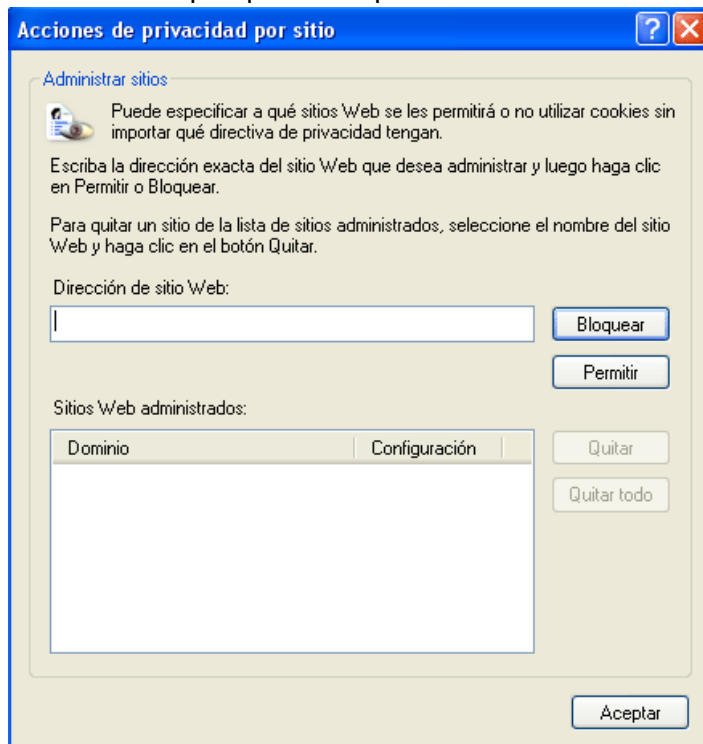 Acciones de privacidad por sitio
Administrar sitios
Puede especificar a qué sitios Web se les permitirá o no utilizar cookies sin
importar qué directiva de privacidad tengan.
Escriba la dirección exacta del sitio Web que desea administrar y luego haga clic
en Permitir o Bloquear.
Para quitar un sitio de la lista de sitios administrados, seleccione el nombre del sitio
Web y haga clic en el botón Quitar.
Dirección de sitio Web:
Bloquear
Permitir
Sitios Web administrados:
Dominio Configuración
Quitar
Quitar todo
Aceptar